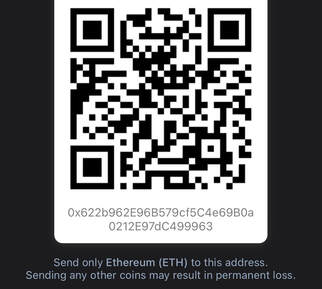 0x622b962E96B579cf5C4e69B0a
0212E97dC499963
Send only Ethereum (ETH) to this address.
Sending any other coins may result in permanent loss.